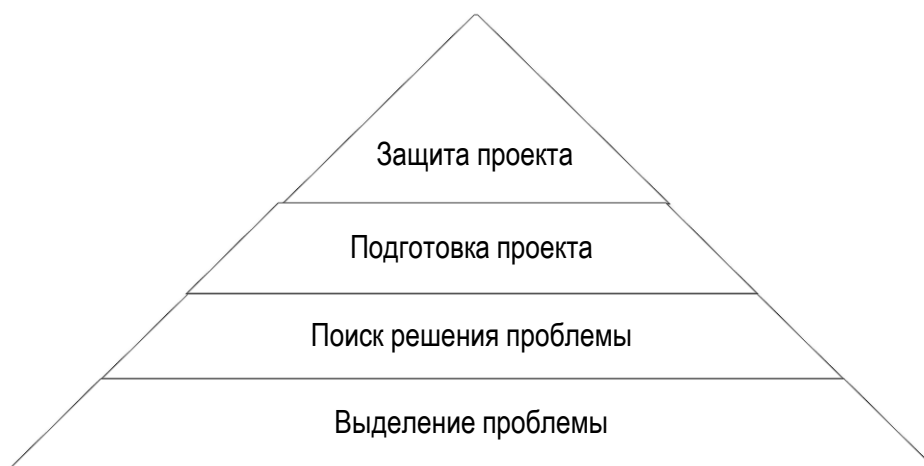 Защита проекта
Подготовка проекта
Поиск решения проблемы
Выделение проблемы